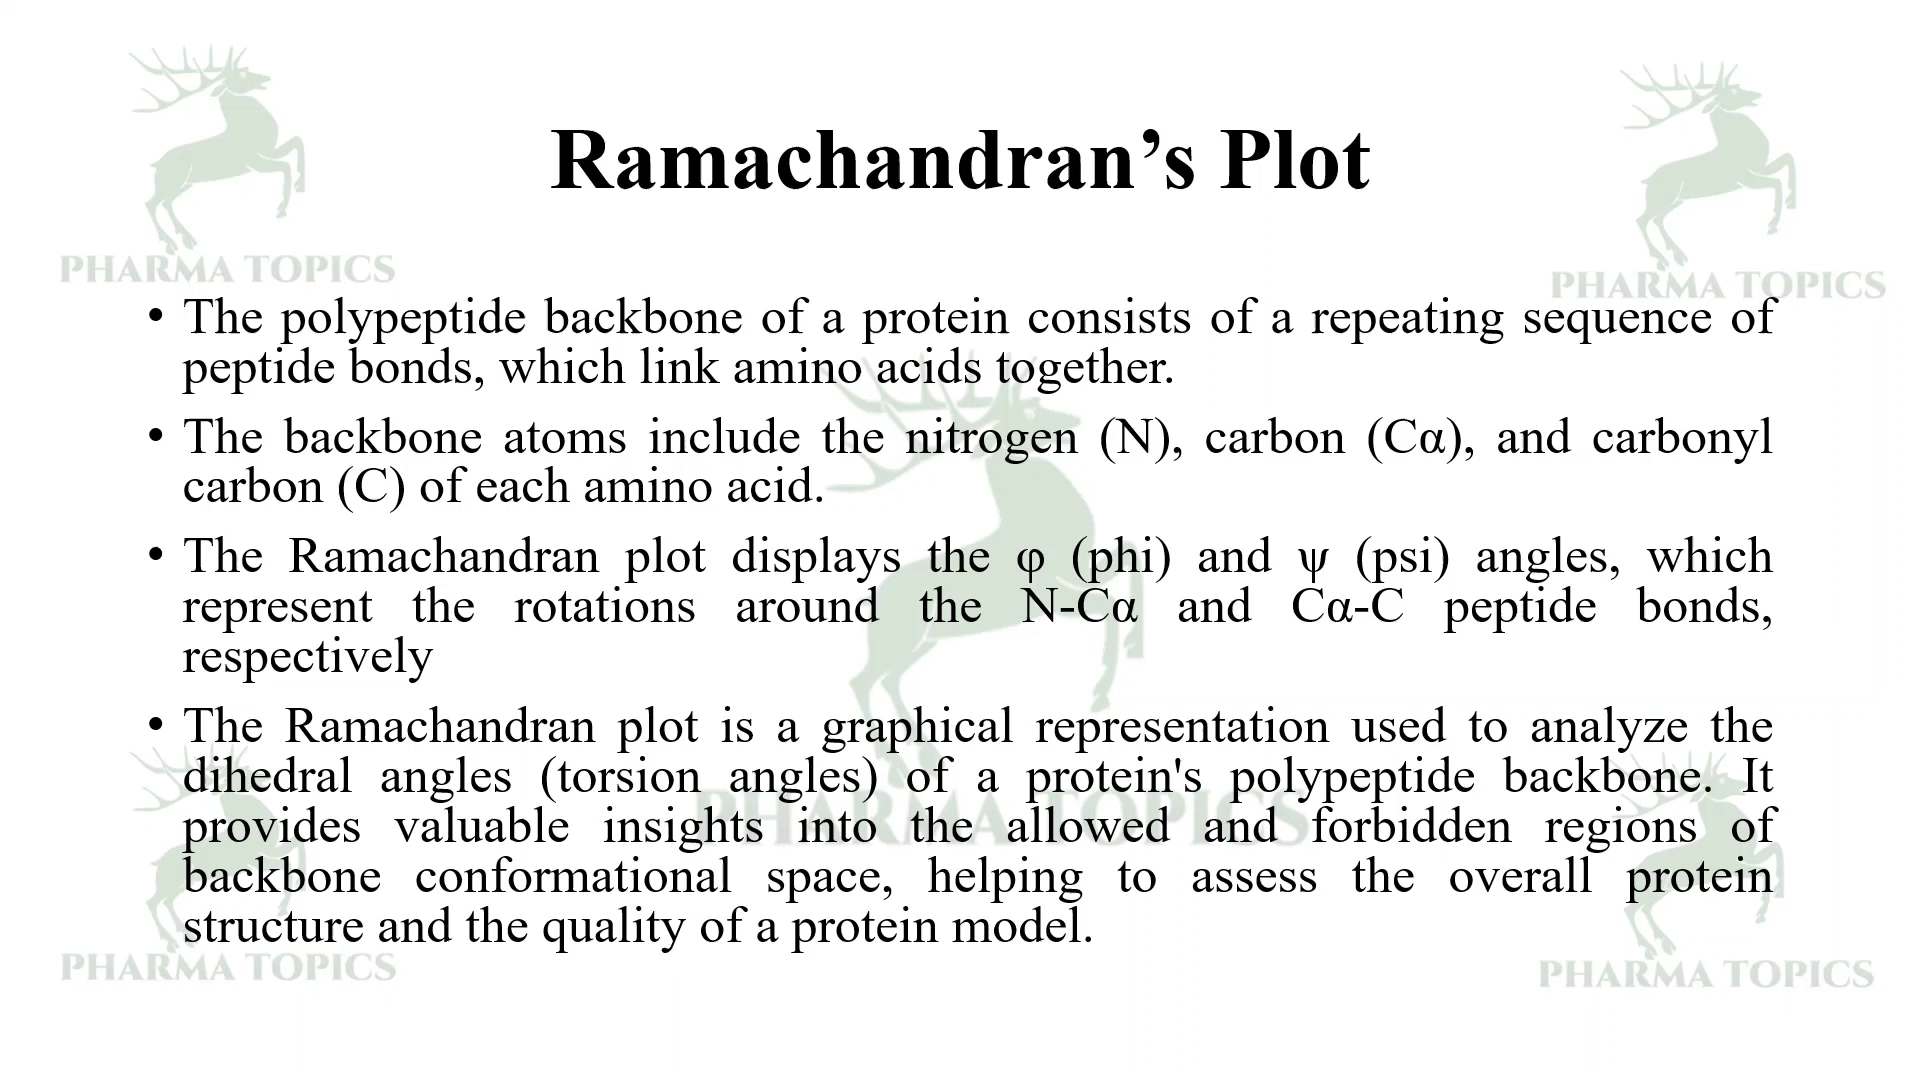 PHARMA TOPICS
PHARMA TOPICS
Ramachandran’s Plot
• The polypeptide backbone of a protein consists of a repeating sequence of
peptide bonds, which link amino acids together.
• The backbone atoms include the nitrogen (N), carbon (Cα), and carbonyl
carbon (C) of each amino acid.
• The Ramachandran plot displays the φ (phi) and ψ (psi) angles, which
represent the rotations around the N-Cα and Cα-C peptide bonds,
respectively
• The Ramachandran plot is a graphical representation used to analyze the
dihedral angles (torsion angles) of a protein's polypeptide backbone. It
provides valuable insights into the allowed and forbidden regions of
backbone conformational space, helping to assess the overall protein
structure and the quality of a protein model.
PHARMA TOPICS
PHARMA TOPICS
PHARMA TOPICS